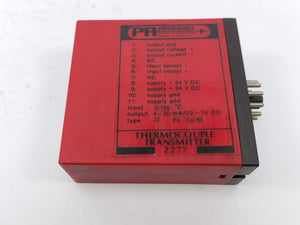 PR electronics
1: output gnd
2: output voltage +
3: output current +
4: NC
5: input sensor -
6: input sensor +
7: NC
8: supply + 24 V DC
9: supply + 24 V DC
10: supply gnd
11: supply gnd
input : 0.100 °C
output: 4-20 mA/0.2-1V DC
type Fe CuNi
THERMOCOUPLE
TRANSMITTER
2277